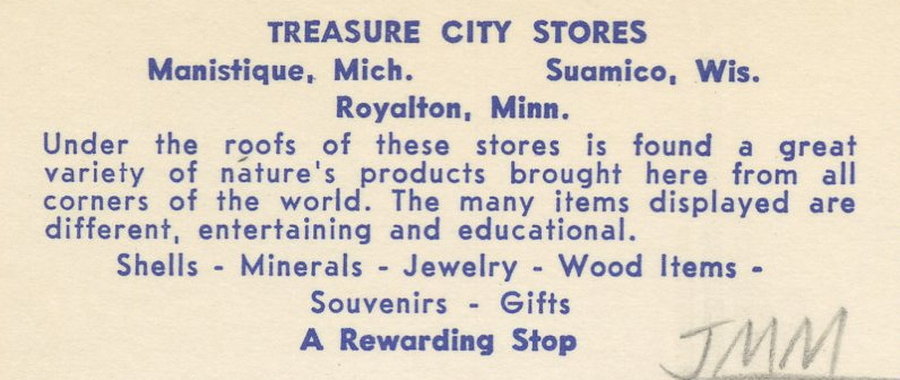 TREASURE CITY STORES
Manistique, Mich. Suamico, Wis.
Royalton, Minn.
Under the roofs of these stores is found a great
variety of nature's products brought here from all
corners of the world. The many items displayed are
different, entertaining and educational.
Shells - Minerals - Jewelry - Wood Items -
Souvenirs - Gifts
A Rewarding Stop
JMM